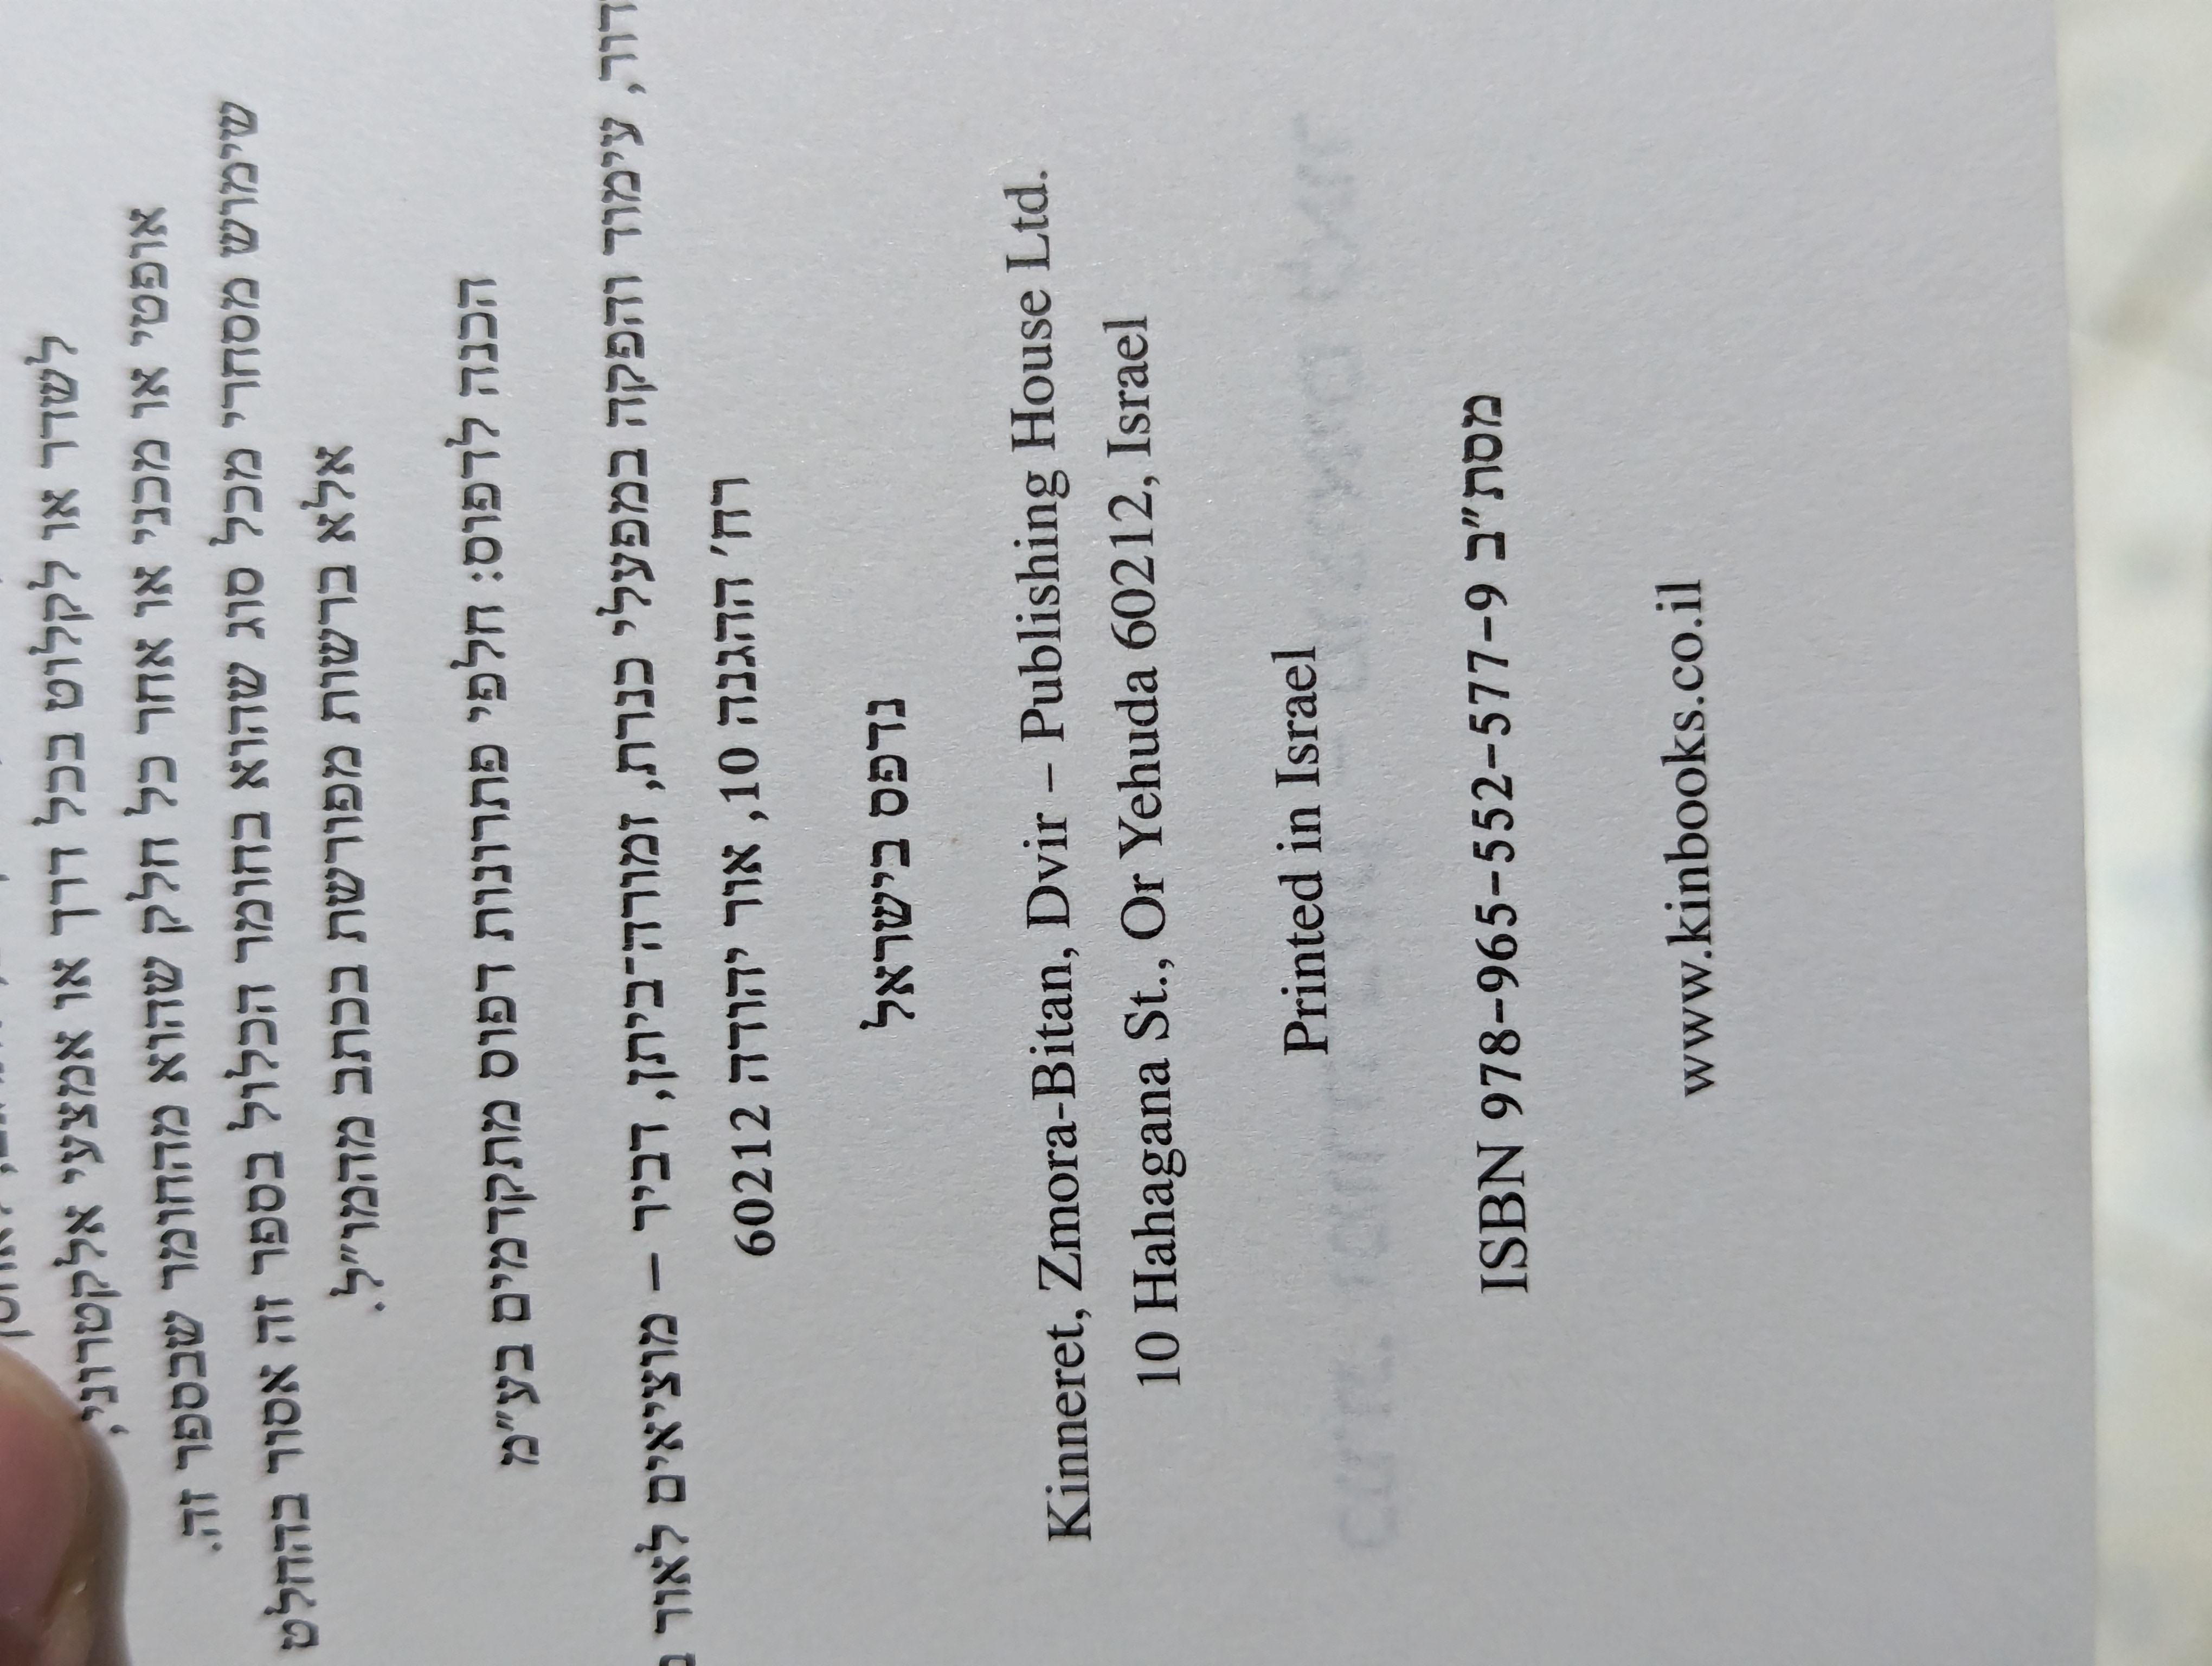 לשדר או לקלוט בכל דרך או אמצעי אלקטרוני,
אופטי או מכני או אחר כל חלק שהוא מהחומר שבספר זה.
שימוש מסחרי מכל סוג שהוא בחומר הכלול בספר זה אסור בהחלט
אלא ברשות מפורשת בכתב מהמו"ל.
הכנה לדפוס: חלפי פתרונות דפוס מתקדמים בע"מ
עימוד והפקה במפעלי כנרת, זמורה־ביתן, דביר – מוציאים לאור
רח' ההגנה 10, אור יהודה 60212
נדפס בישראל
Kinneret, Zmora-Bitan, Dvir – Publishing House Ltd.
10 Hahagana St., Or Yehuda 60212, Israel
Printed in Israel
ISBN 978-965-552-577-9 מסת"ב
www.kinbooks.co.il